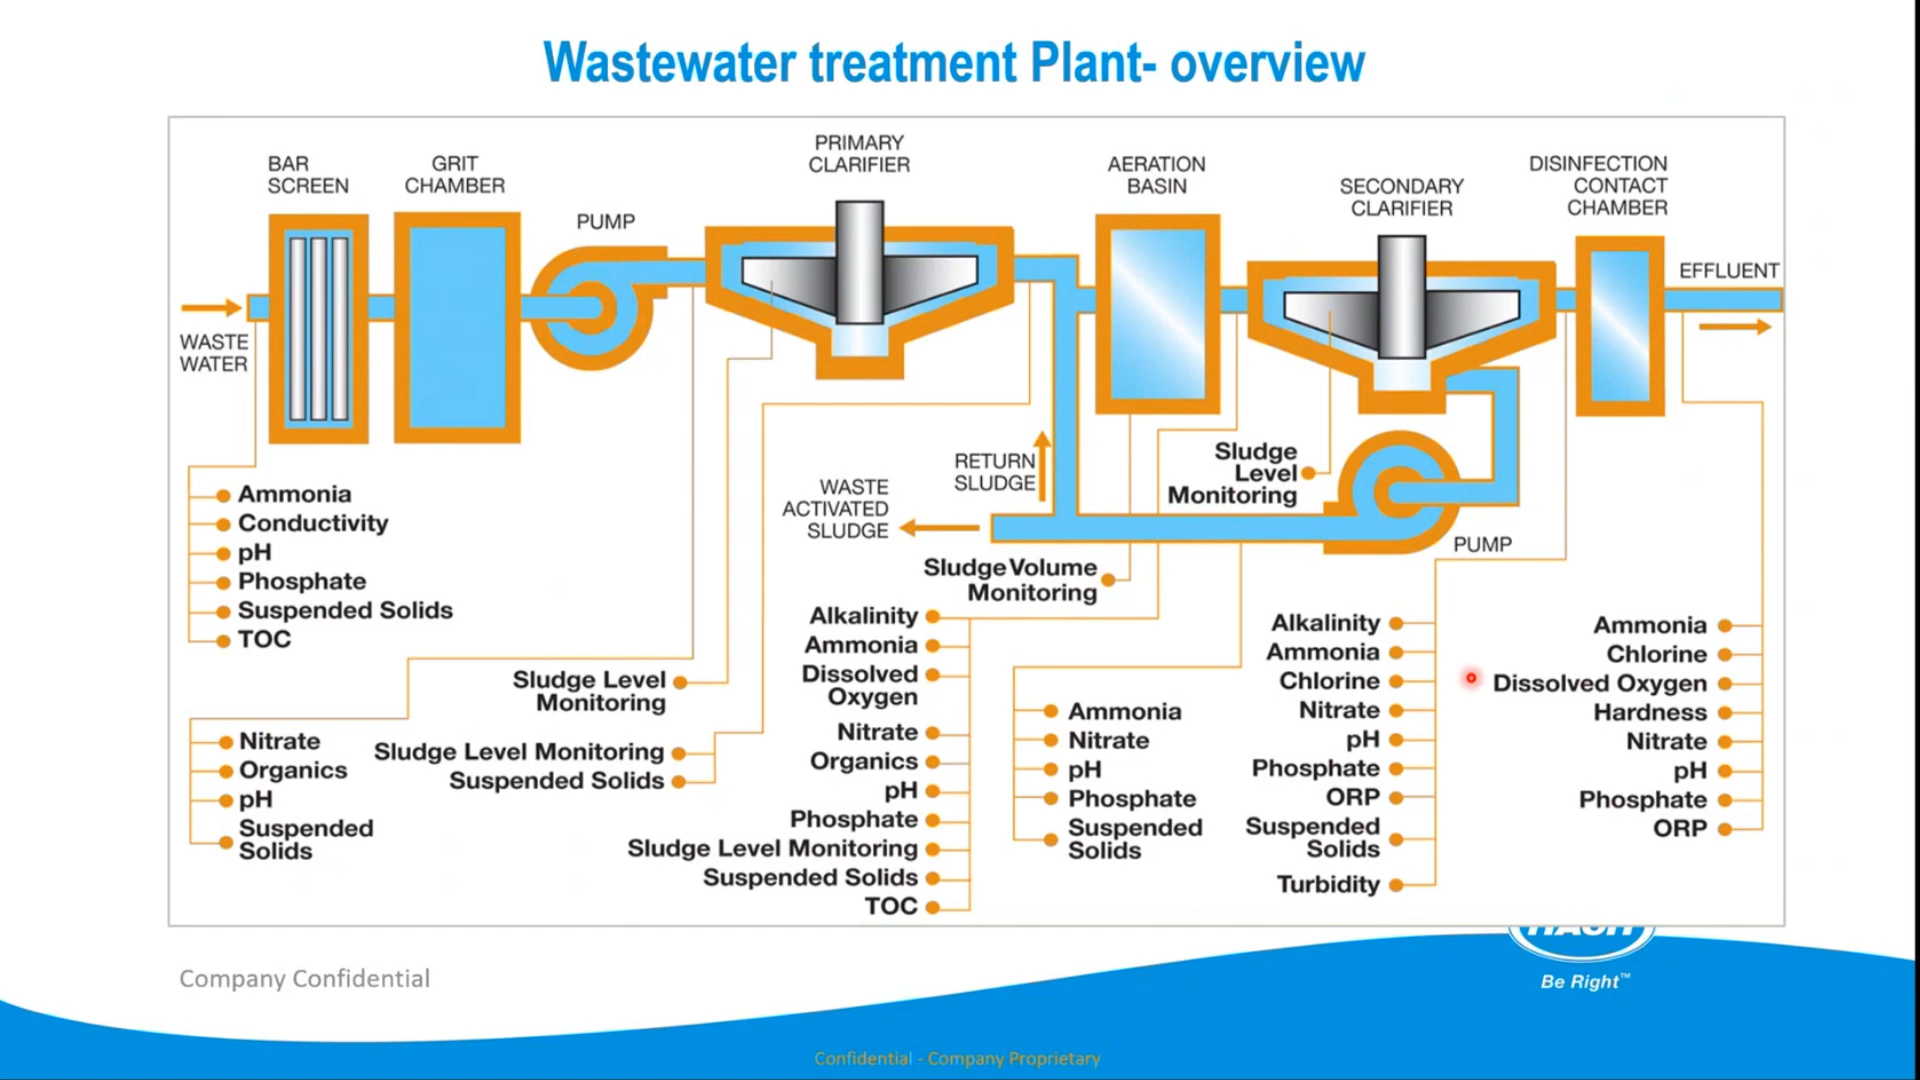 Wastewater treatment Plant- overview
BAR
SCREEN
GRIT
CHAMBER
PUMP
PRIMARY
CLARIFIER
AERATION
BASIN
SECONDARY
CLARIFIER
DISINFECTION
CONTACT
CHAMBER
EFFLUENT
WASTE
WATER
RETURN
SLUDGE
WASTE
ACTIVATED
SLUDGE
Sludge
Level
Monitoring
PUMP
Sludge Volume
Monitoring
Ammonia
Conductivity
pH
Phosphate
Suspended Solids
TOC
Nitrate
Organics
pH
Suspended
Solids
Sludge Level
Monitoring
Sludge Level Monitoring
Suspended Solids
Alkalinity
Ammonia
Dissolved
Oxygen
Nitrate
Organics
pH
Phosphate
Sludge Level Monitoring
Suspended Solids
TOC
Ammonia
Nitrate
pH
Phosphate
Suspended
Solids
Alkalinity
Ammonia
Chlorine
Nitrate
pH
Phosphate
ORP
Suspended
Solids
Turbidity
Ammonia
Chlorine
Dissolved Oxygen
Hardness
Nitrate
pH
Phosphate
ORP
Company Confidential
HACH
Be Right™
Confidential - Company Proprietary